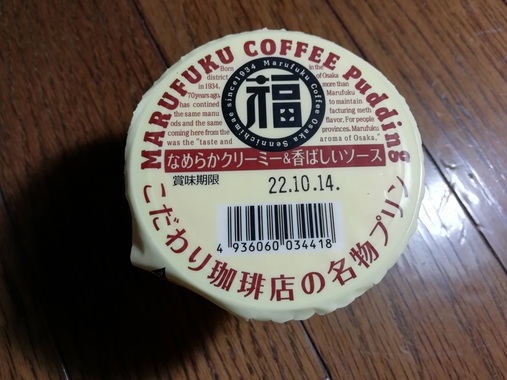 MARUFUKU COFFEE Pudding
since1934 Marufuku Coffee Osaka Sennichimae
福
Born
district
in 1934.
70years ago,
has continued
the same manu
ods and the same
coming here from the
was the "taste and
in the
of Osaka
more than
Marufuku
to maintain
facturing meth
flavor. For people
provinces, Marufuku
aroma of Osaka,"
なめらかクリーミー&香ばしいソース
賞味期限
22.10.14.
4 936060 034418
こだわり珈琲店の名物プリン